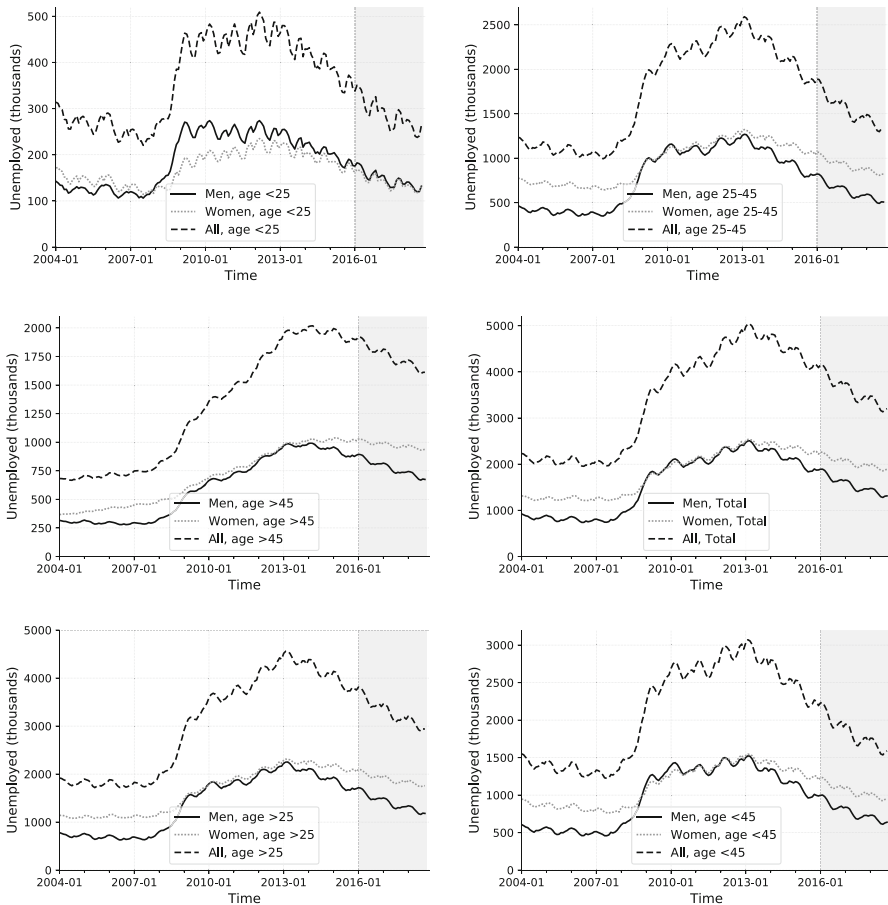 Unemployed (thousands)
500
400
300
200
100
0
Men, age <25
Women, age <25
All, age <25
2004-01 2007-01 2010-01 2013-01 2016-01
Time
Unemployed (thousands)
2500
2000
1500
1000
500
0
Men, age 25-45
Women, age 25-45
All, age 25-45
2004-01 2007-01 2010-01 2013-01 2016-01
Time
Unemployed (thousands)
2000
1750
1500
1250
1000
750
500
250
0
Men, age >45
Women, age >45
All, age >45
2004-01 2007-01 2010-01 2013-01 2016-01
Time
Unemployed (thousands)
5000
4000
3000
2000
1000
0
Men, Total
Women, Total
All, Total
2004-01 2007-01 2010-01 2013-01 2016-01
Time
Unemployed (thousands)
5000
4000
3000
2000
1000
0
Men, age >25
Women, age >25
All, age >25
2004-01 2007-01 2010-01 2013-01 2016-01
Time
Unemployed (thousands)
3000
2500
2000
1500
1000
500
0
Men, age <45
Women, age <45
All, age <45
2004-01 2007-01 2010-01 2013-01 2016-01
Time